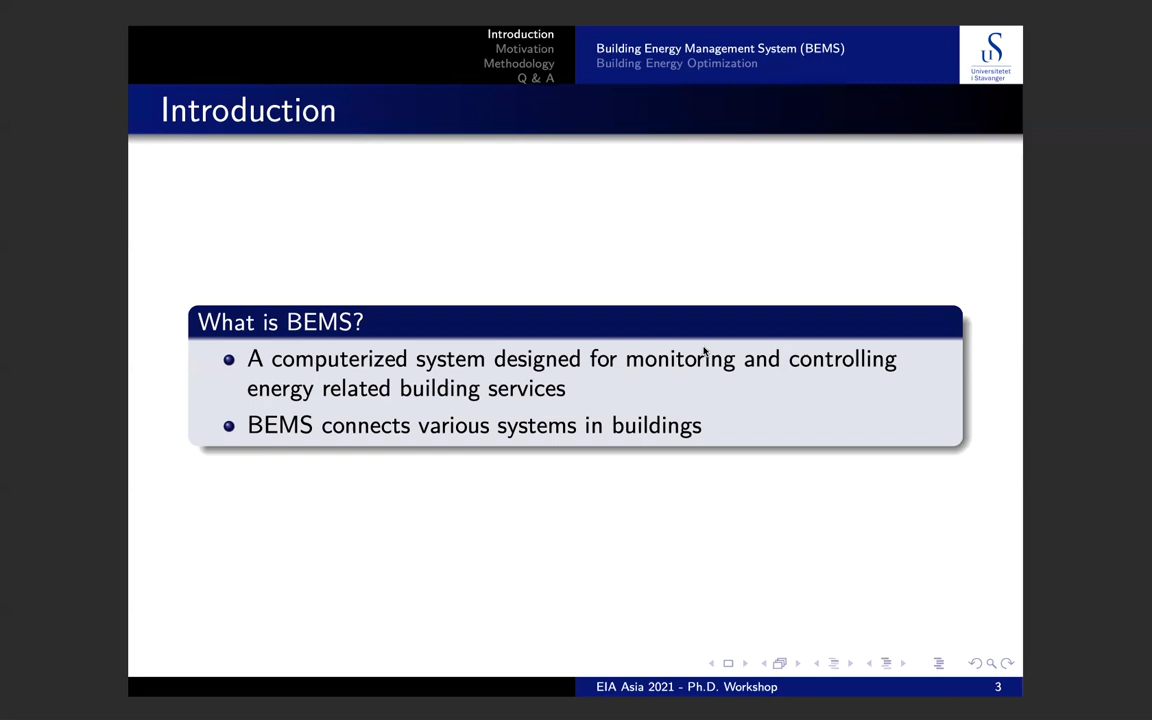 Introduction
Motivation
Methodology
Q & A
Building Energy Management System (BEMS)
Building Energy Optimization
Universitetet
i Stavanger
Introduction
What is BEMS?
A computerized system designed for monitoring and controlling
energy related building services
BEMS connects various systems in buildings
EIA Asia 2021 - Ph.D. Workshop
3